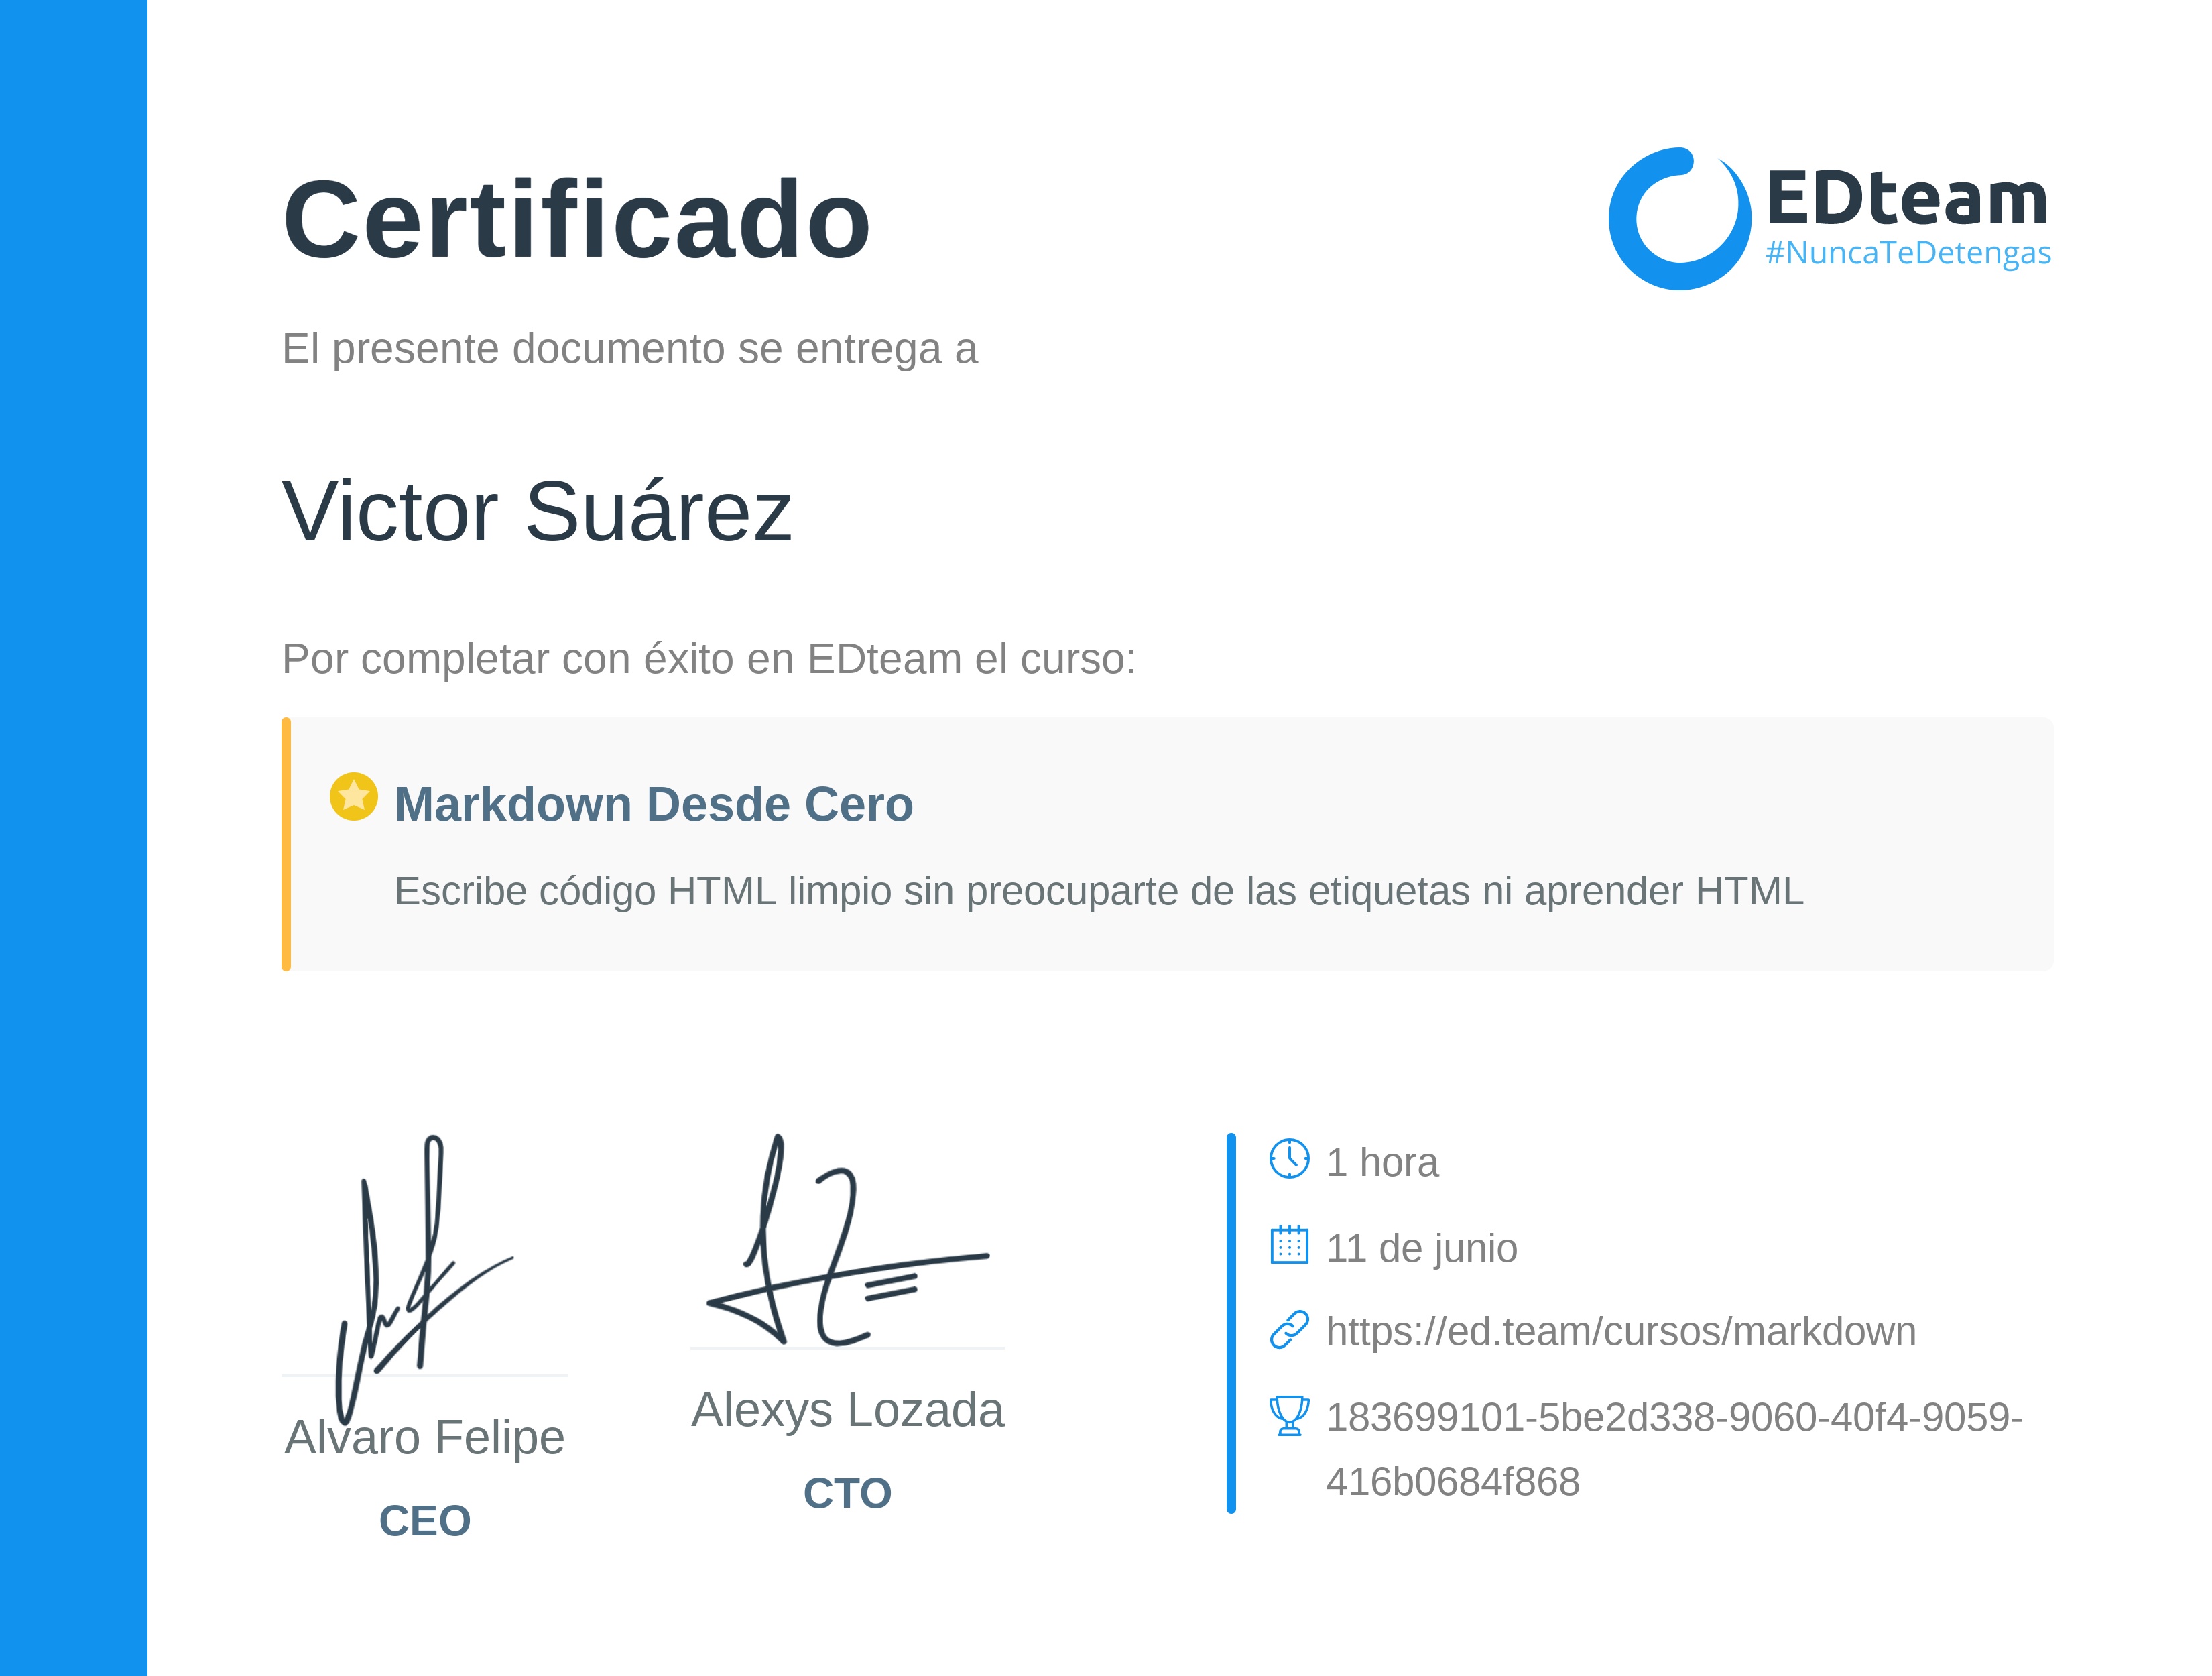 Certificado
EDteam
#NuncaTeDetengas
El presente documento se entrega a
Victor Suárez
Por completar con éxito en EDteam el curso:
Markdown Desde Cero
Escribe código HTML limpio sin preocuparte de las etiquetas ni aprender HTML
Alvaro Felipe
CEO
Alexys Lozada
CTO
1 hora
11 de junio
https://ed.team/cursos/markdown
183699101-5be2d338-9060-40f4-9059-
416b0684f868